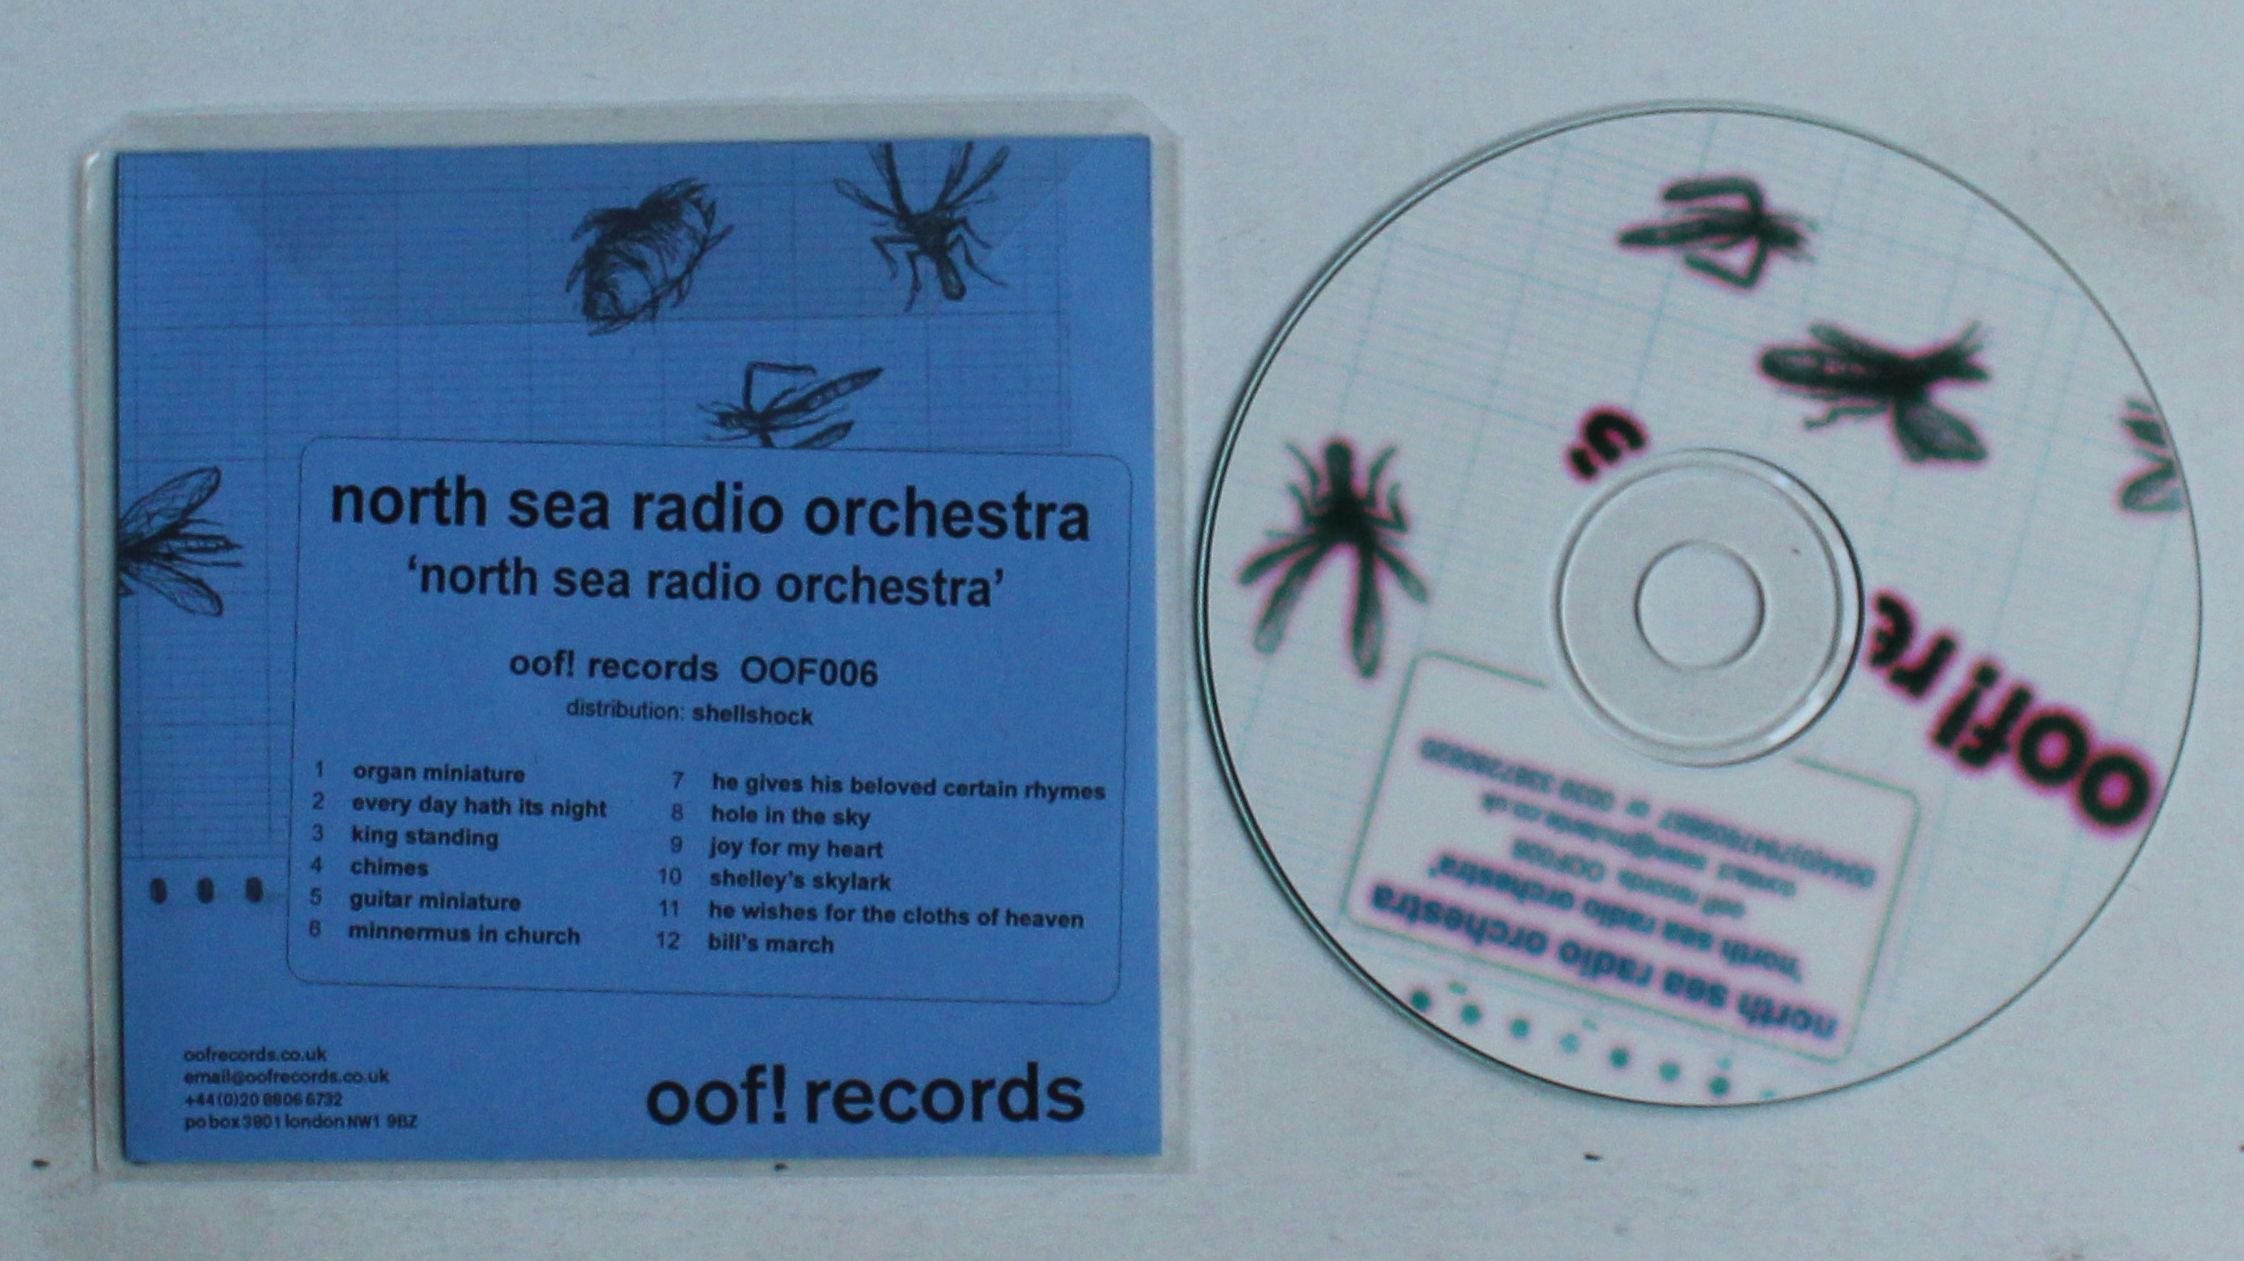 north sea radio orchestra
‘north sea radio orchestra’
oof! records OOF006
distribution: shellshock
1 organ miniature
2 every day hath its night
3 king standing
4 chimes
5 guitar miniature
6 minnermus in church
7 he gives his beloved certain rhymes
8 hole in the sky
9 joy for my heart
10 shelley's skylark
11 he wishes for the cloths of heaven
12 bill's march
oofrecords.co.uk
email@oofrecords.co.uk
+44(0)20 8806 6732
po box 3801 london NW1 9BZ
oof! records
oof! re
north sea radio orchestra
'north sea radio orchestra'
oof! records OOF006
contact